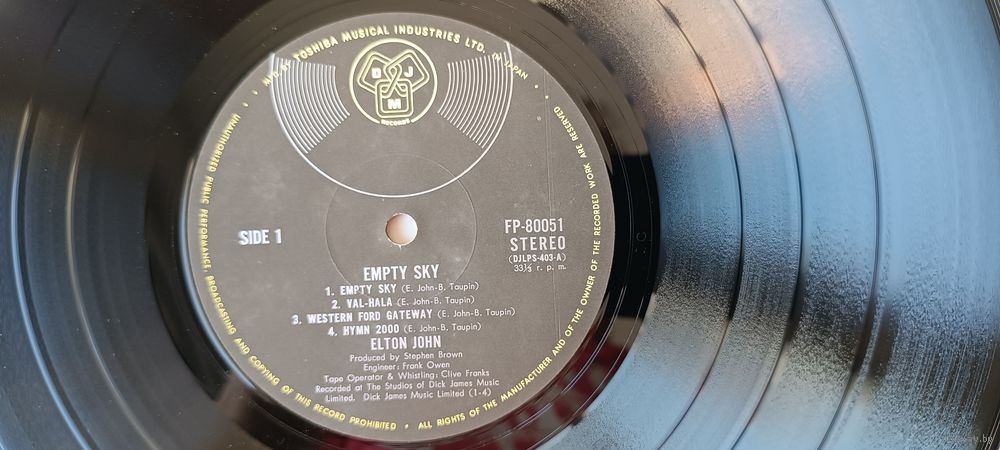 MFD. BY TOSHIBA MUSICAL INDUSTRIES LTD. IN JAPAN
D J
M
RECORDS
SIDE 1
FP-80051
STEREO
(DJLPS-403-A)
33⅓ r. p. m.
EMPTY SKY
1. EMPTY SKY (E. John-B. Taupin)
2. VAL-HALA (E. John-B. Taupin)
3. WESTERN FORD GATEWAY (E. John-B. Taupin)
4. HYMN 2000 (E. John-B. Taupin)
ELTON JOHN
Produced by Stephen Brown
Engineer: Frank Owen
Tape Operator & Whistling: Clive Franks
Recorded at The Studios of Dick James Music
Limited. Dick James Music Limited (1-4)
UNAUTHORIZED PUBLIC PERFORMANCE, BROADCASTING AND COPYING OF THIS RECORD PROHIBITED • ALL RIGHTS OF THE MANUFACTURER AND OF THE OWNER OF THE RECORDED WORK ARE RESERVED